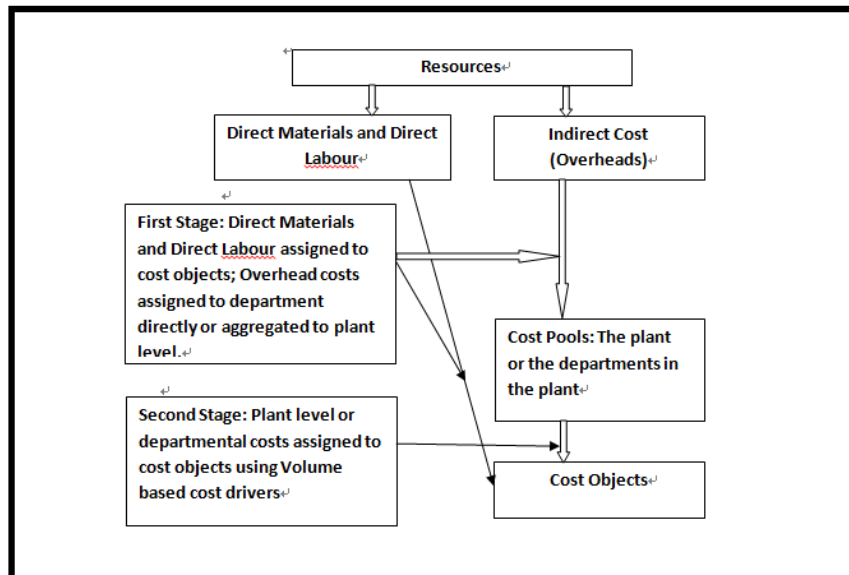 Resources
Direct Materials and Direct
Labour
Indirect Cost
(Overheads)
First Stage: Direct Materials
and Direct Labour assigned to
cost objects; Overhead costs
assigned to department
directly or aggregated to plant
level.
Cost Pools: The plant
or the departments in
the plant
Second Stage: Plant level or
departmental costs assigned to
cost objects using Volume
based cost drivers
Cost Objects